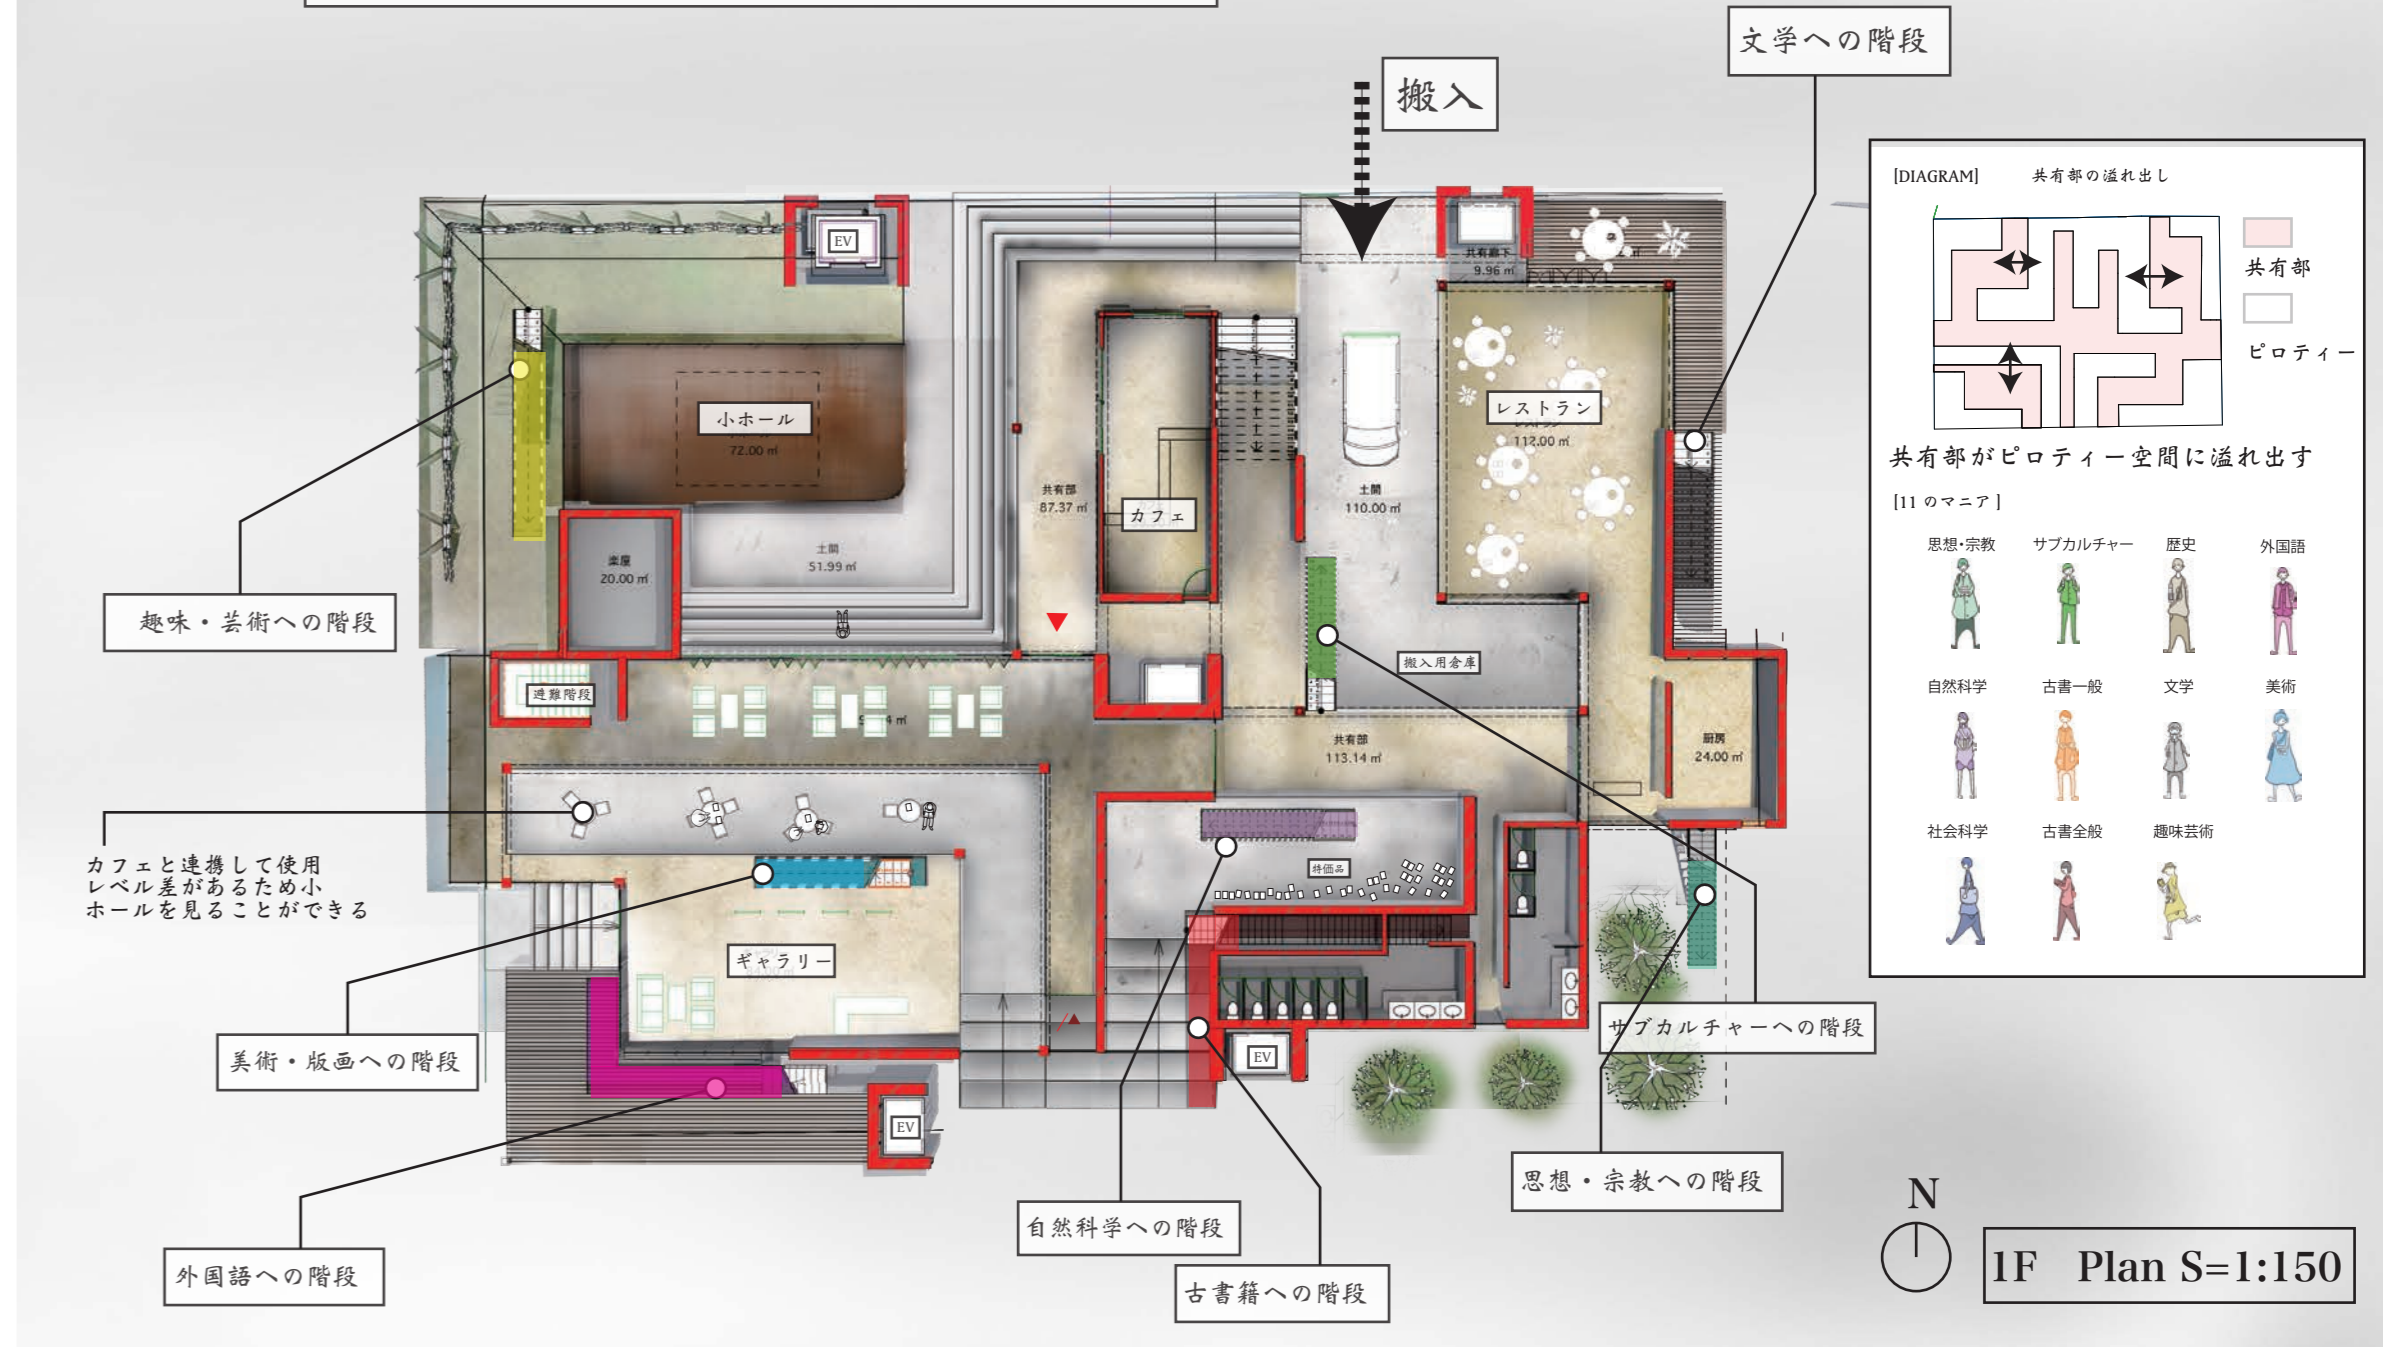 文学への階段
搬入
[DIAGRAM] 共有部の溢れ出し
共有部
ピロティー
共有部がピロティー空間に溢れ出す
[11 のマニア]
思想・宗教 サブカルチャー 歴史 外国語
自然科学 古書一般 文学 美術
社会科学 古書全般 趣味芸術
EV
共有廊下
9.96 ㎡
小ホール
72.00 ㎡
レストラン
112.00 ㎡
共有部
87.37 ㎡
カフェ
土間
110.00 ㎡
土間
51.99 ㎡
楽屋
20.00 ㎡
趣味・芸術への階段
避難階段
搬入用倉庫
共有部
113.14 ㎡
厨房
24.00 ㎡
カフェと連携して使用
レベル差があるため小
ホールを見ることができる
特価品
ギャラリー
美術・版画への階段
サブカルチャーへの階段
EV
EV
思想・宗教への階段
自然科学への階段
外国語への階段
古書籍への階段
N
1F Plan S=1:150